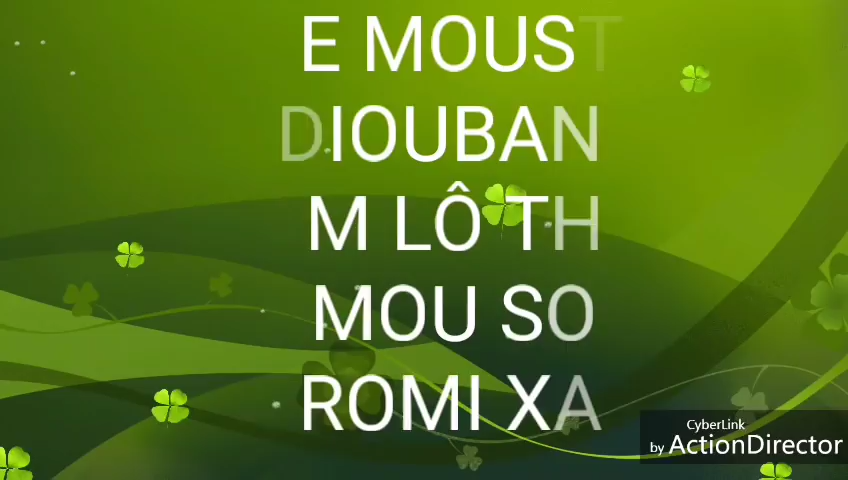 E MOUST
DIOUBAN
M LÔ TH
MOU SO
ROMI XA
CyberLink
by ActionDirector